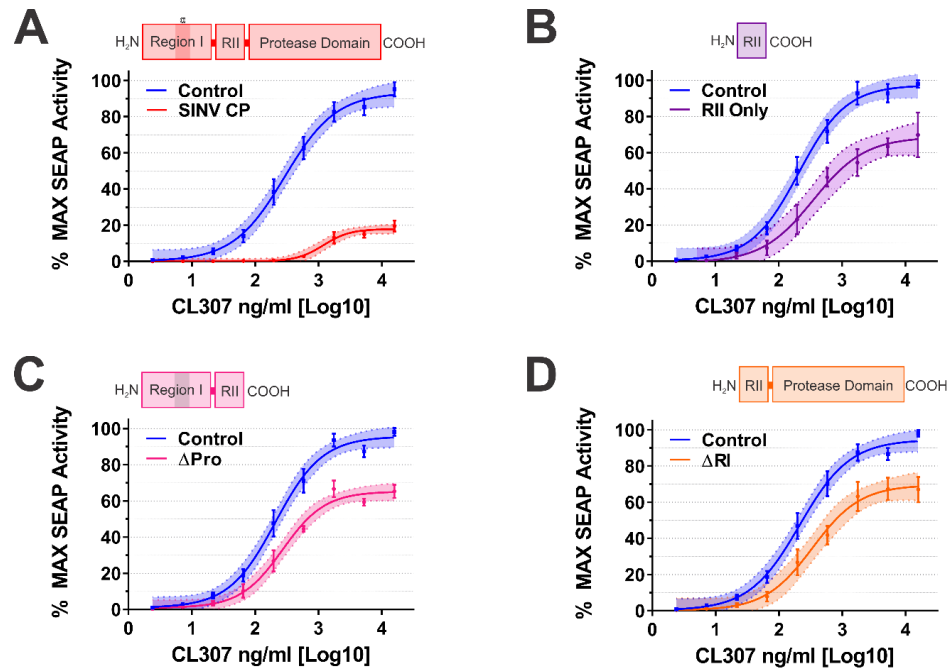 A
α
H₂N Region I RII Protease Domain COOH
% MAX SEAP Activity
100
80
60
40
20
0
Control
SINV CP
0 1 2 3 4
CL307 ng/ml [Log10]
B
H₂N RII COOH
% MAX SEAP Activity
100
80
60
40
20
0
Control
RII Only
0 1 2 3 4
CL307 ng/ml [Log10]
C
H₂N Region I RII COOH
% MAX SEAP Activity
100
80
60
40
20
0
Control
ΔPro
0 1 2 3 4
CL307 ng/ml [Log10]
D
H₂N RII Protease Domain COOH
% MAX SEAP Activity
100
80
60
40
20
0
Control
ΔRI
0 1 2 3 4
CL307 ng/ml [Log10]